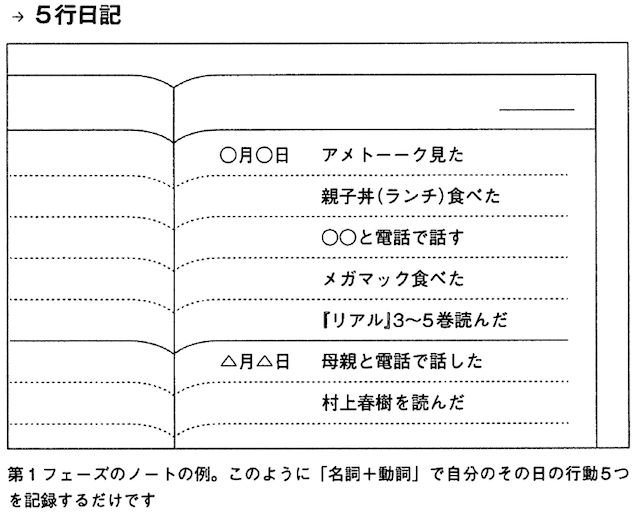 → 5行日記
○月○日 アメトーーク見た
親子丼(ランチ)食べた
○○と電話で話す
メガマック食べた
『リアル』3〜5巻読んだ
△月△日 母親と電話で話した
村上春樹を読んだ
第1フェーズのノートの例。このように「名詞+動詞」で自分のその日の行動5つ
を記録するだけです